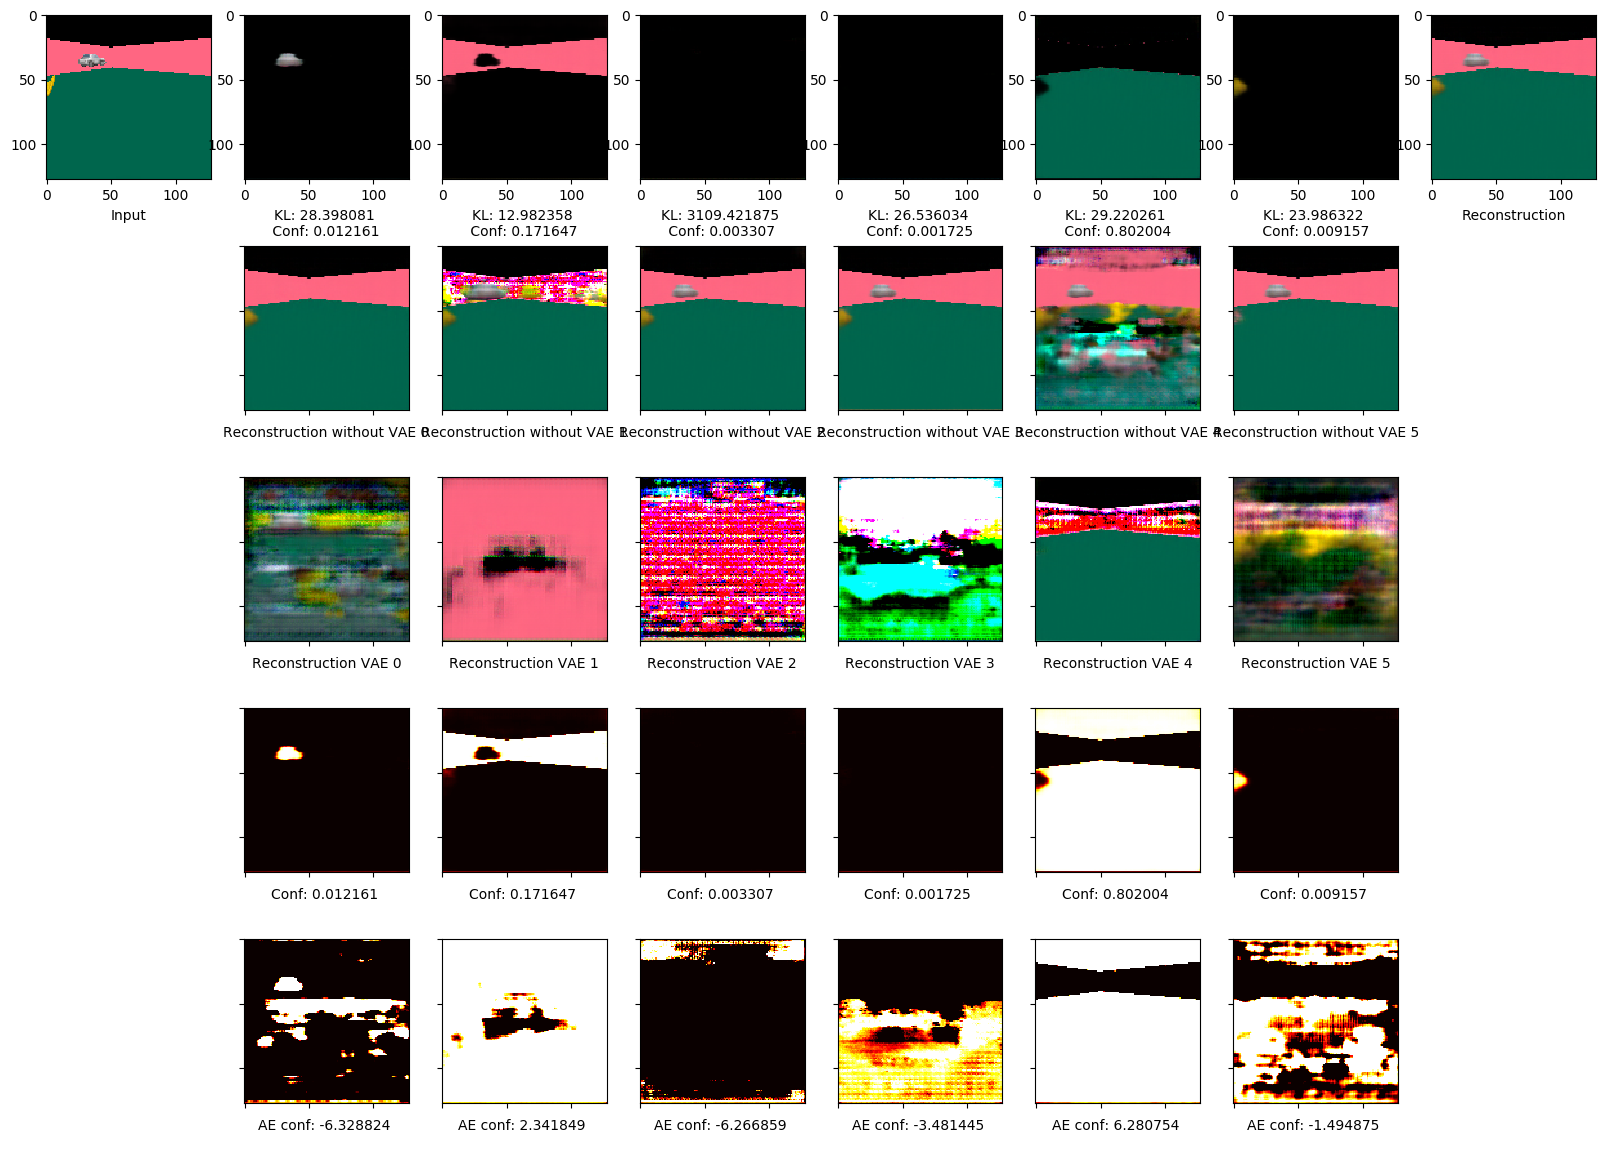 0
50
100
0
50
100
Input
0
50
100
0
50
100
KL: 28.398081
Conf: 0.012161
0
50
100
0
50
100
KL: 12.982358
Conf: 0.171647
0
50
100
0
50
100
KL: 3109.421875
Conf: 0.003307
0
50
100
0
50
100
KL: 26.536034
Conf: 0.001725
0
50
100
0
50
100
KL: 29.220261
Conf: 0.802004
0
50
100
0
50
100
KL: 23.986322
Conf: 0.009157
0
50
100
0
50
100
Reconstruction
Reconstruction without VAE 0
Reconstruction without VAE 1
Reconstruction without VAE 2
Reconstruction without VAE 3
Reconstruction without VAE 4
Reconstruction without VAE 5
Reconstruction VAE 0
Reconstruction VAE 1
Reconstruction VAE 2
Reconstruction VAE 3
Reconstruction VAE 4
Reconstruction VAE 5
Conf: 0.012161
Conf: 0.171647
Conf: 0.003307
Conf: 0.001725
Conf: 0.802004
Conf: 0.009157
AE conf: -6.328824
AE conf: 2.341849
AE conf: -6.266859
AE conf: -3.481445
AE conf: 6.280754
AE conf: -1.494875